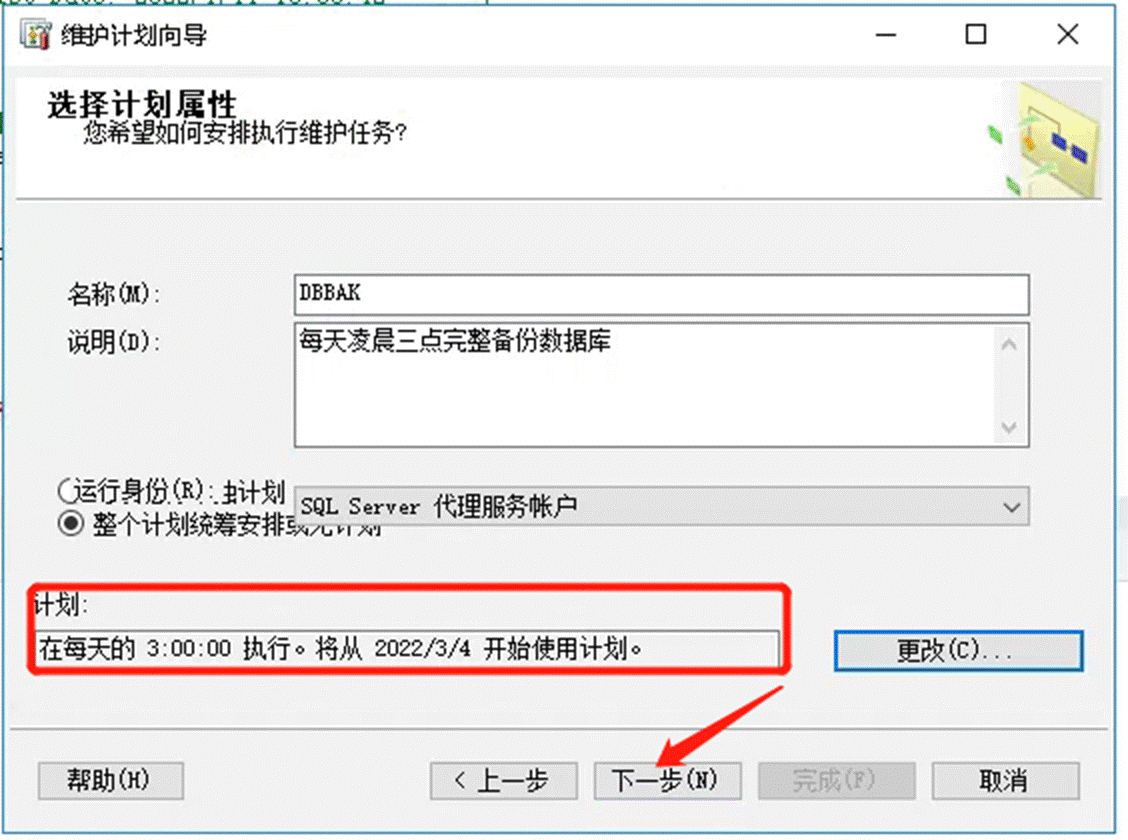 维护计划向导
选择计划属性
您希望如何安排执行维护任务?
名称(M):
DBBAK
说明(D):
每天凌晨三点完整备份数据库
运行身份(R):
计划
SQL Server 代理服务帐户
整个计划统筹安排或无计划
计划:
在每天的 3:00:00 执行。将从 2022/3/4 开始使用计划。
更改(C)...
帮助(H)
< 上一步
下一步(N)
完成(F)
取消